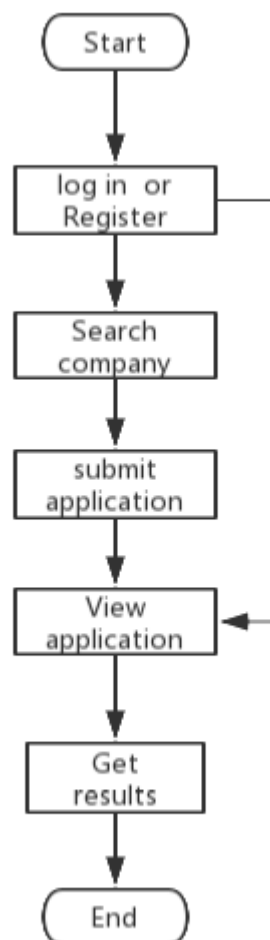 Start
log in or
Register
Search
company
submit
application
View
application
Get
results
End